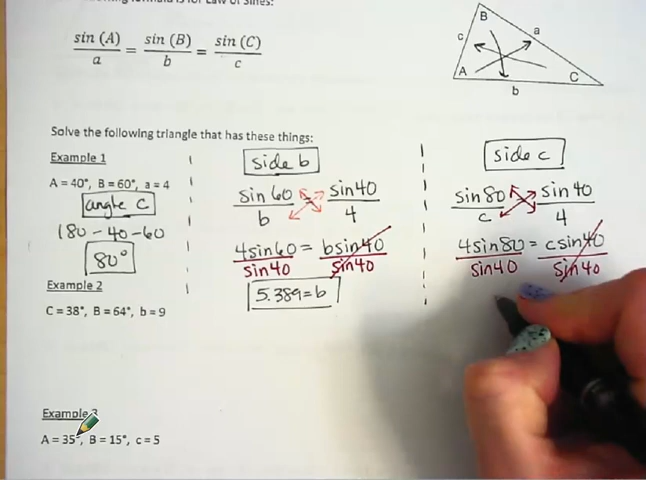 sin (A) / a = sin (B) / b = sin (C) / c
B
c
a
A
C
b
Solve the following triangle that has these things:
Example 1
A = 40°, B = 60°, a = 4
angle C
180 - 40 - 60
80°
side b
sin 60 / b = sin 40 / 4
4sin60 / sin40 = bsin40 / sin40
5.389 = b
side c
sin 80 / c = sin 40 / 4
4sin80 / sin40 = csin40 / sin40
Example 2
C = 38°, B = 64°, b = 9
Example 3
A = 35°, B = 15°, c = 5